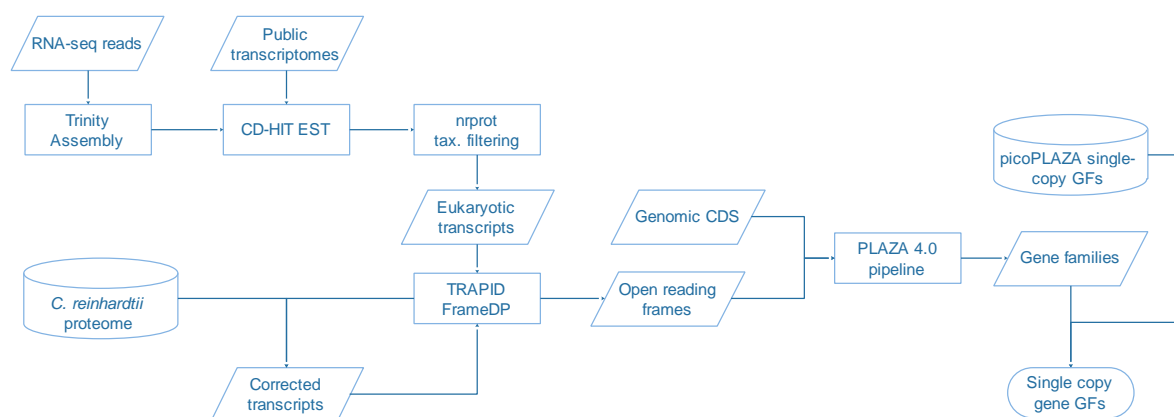 RNA-seq reads
Public
transcriptomes
Trinity
Assembly
CD-HIT EST
nrprot
tax. filtering
picoPLAZA single-
copy GFs
Eukaryotic
transcripts
Genomic CDS
PLAZA 4.0
pipeline
Gene families
C. reinhardtii
proteome
TRAPID
FrameDP
Open reading
frames
Corrected
transcripts
Single copy
gene GFs